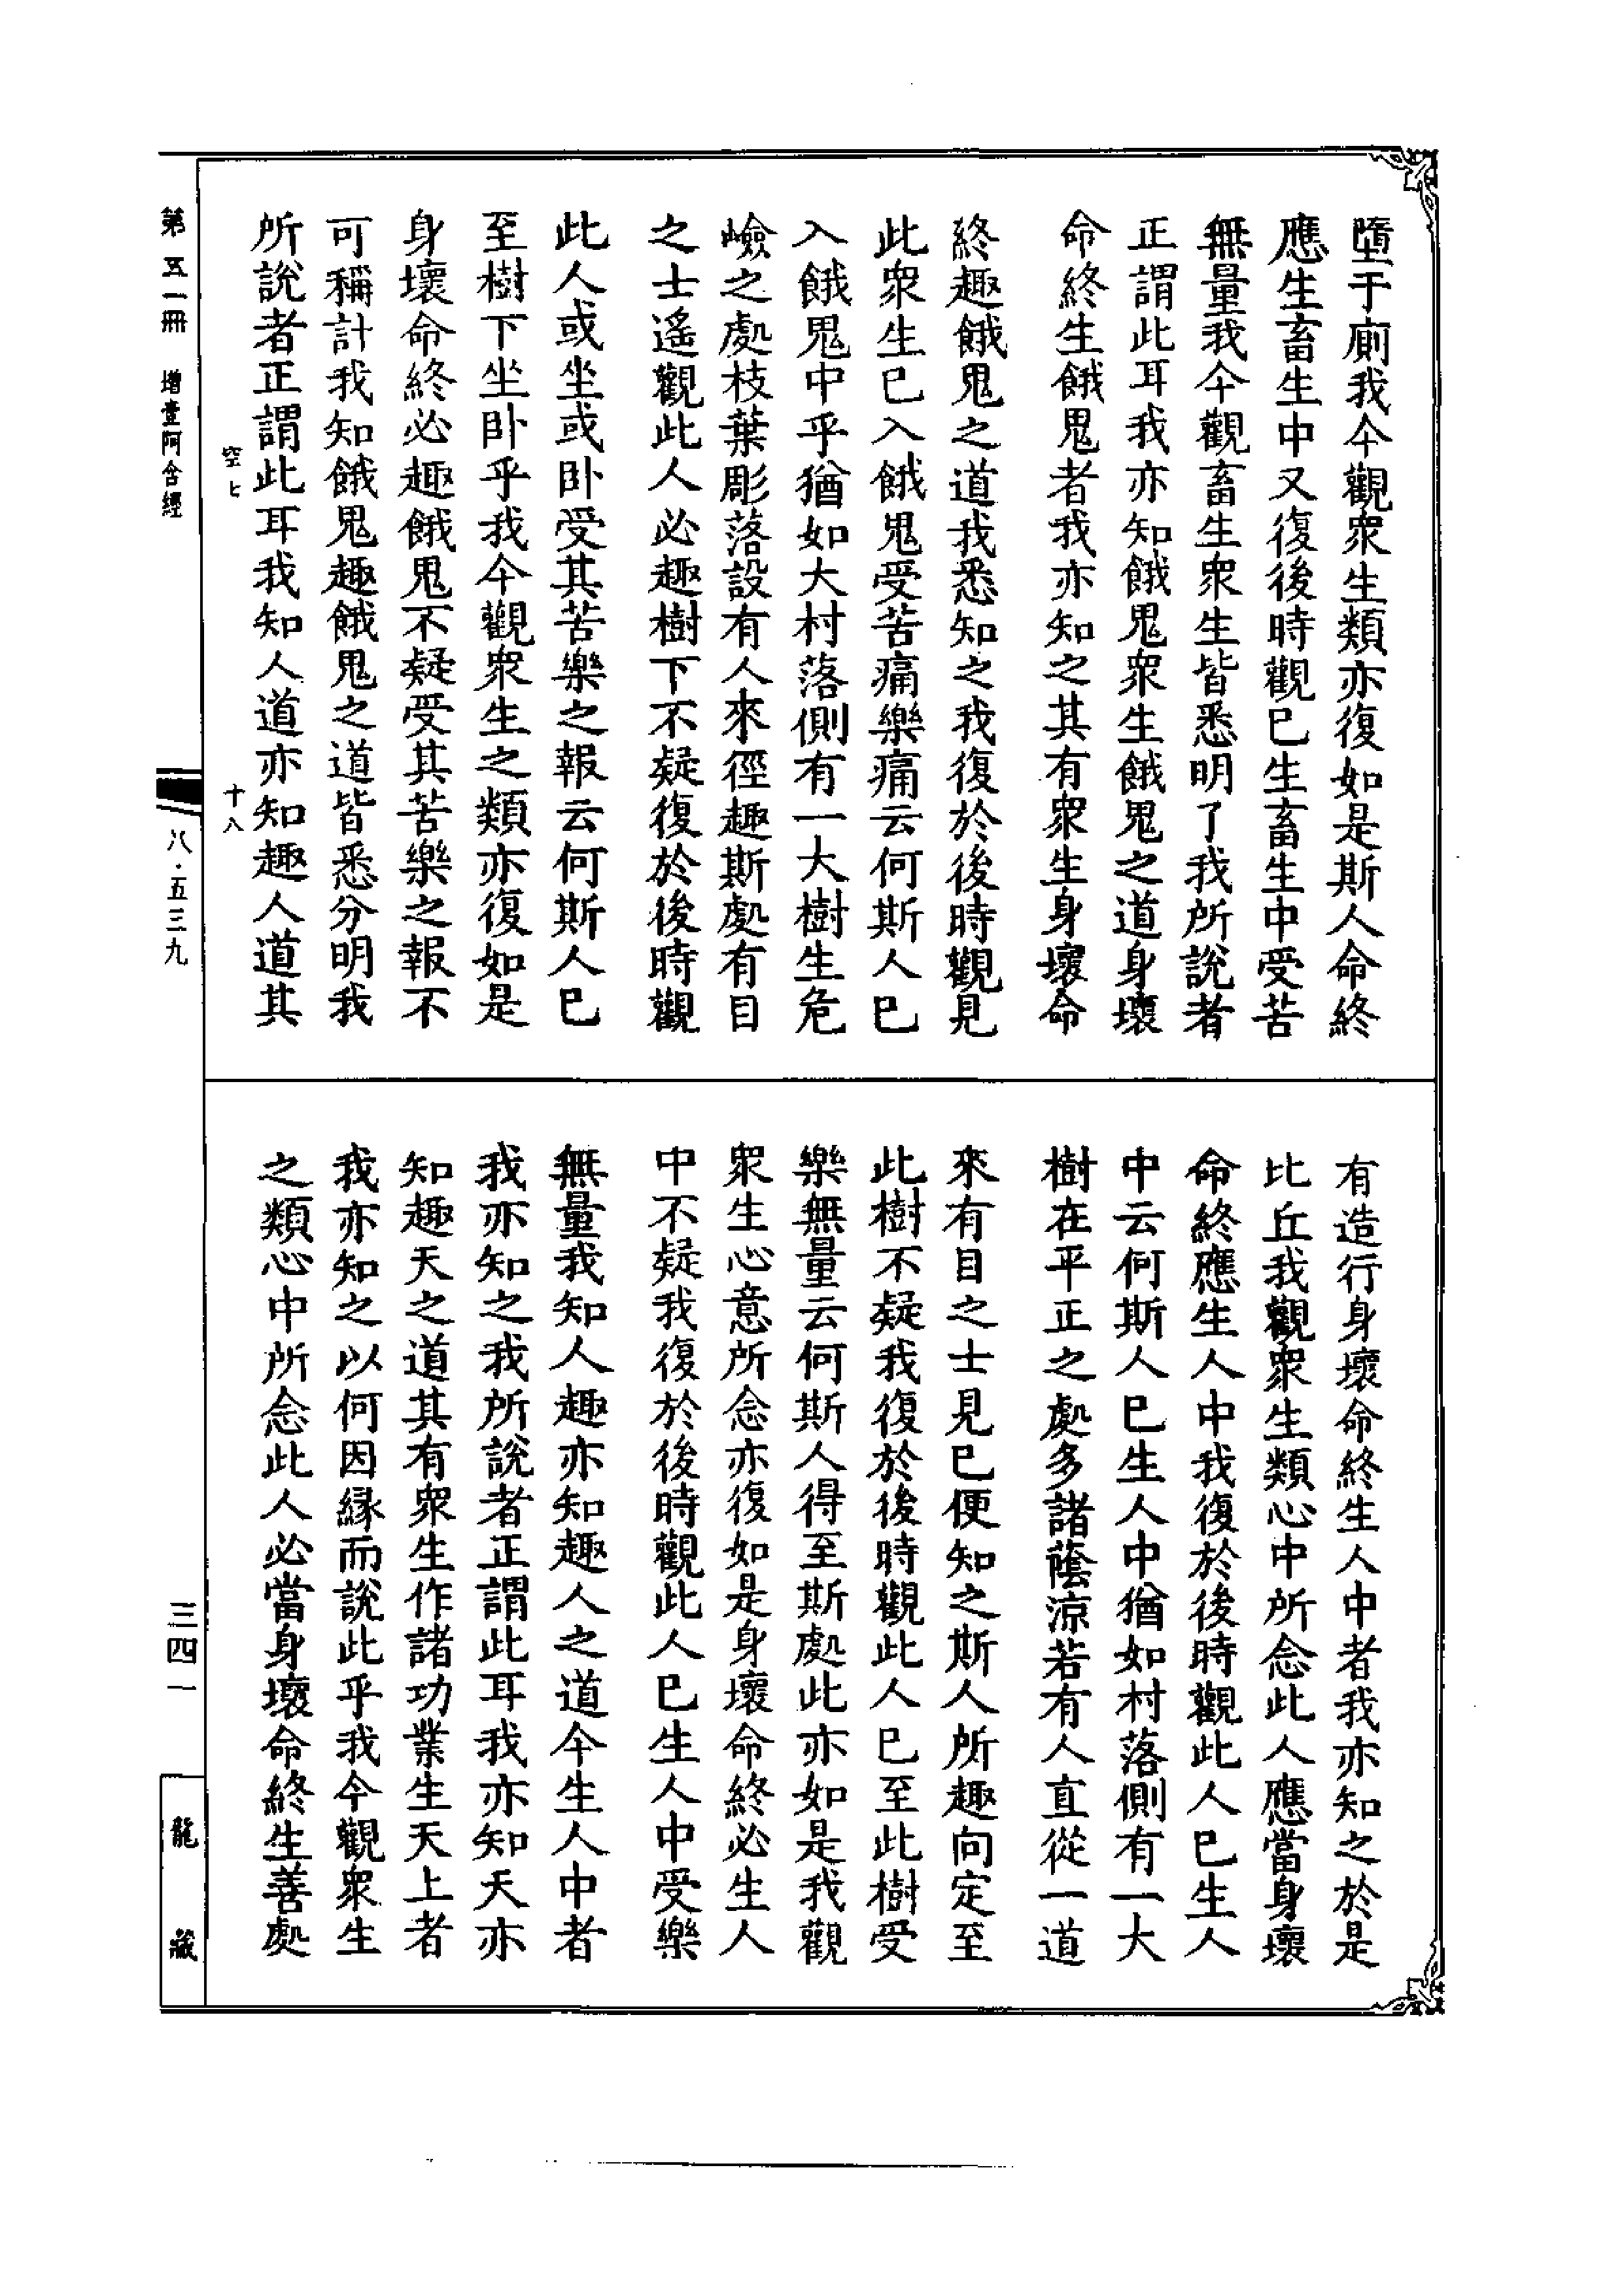 墮于廁我今觀衆生類亦復如是斯人命終
應生畜生中又復後時觀已生畜生中受苦
無量我今觀畜生衆生皆悉明了我所說者
正謂此耳我亦知餓鬼衆生餓鬼之道身壞
命終生餓鬼者我亦知之其有衆生身壞命
終趣餓鬼之道我悉知之我復於後時觀見
此衆生已入餓鬼受苦痛樂痛云何斯人已
入餓鬼中乎猶如大村落側有一大樹生危
嶮之處枝葉彫落設有人來徑趣斯處有目
之士遙觀此人必趣樹下不疑復於後時觀
此人或坐或卧受其苦樂之報云何斯人已
至樹下坐卧乎我今觀衆生之類亦復如是
身壞命終必趣餓鬼不疑受其苦樂之報不
可稱計我知餓鬼趣餓鬼之道皆悉分明我
所說者正謂此耳我知人道亦知趣人道其
空七
十八
有造行身壞命終生人中者我亦知之於是
比丘我觀衆生類心中所念此人應當身壞
命終應生人中我復於後時觀此人已生人
中云何斯人已生人中猶如村落側有一大
樹在平正之處多諸蔭涼若有人直從一道
來有目之士見已便知之斯人所趣向定至
此樹不疑我復於後時觀此人已至此樹受
樂無量云何斯人得至斯處此亦如是我觀
衆生心意所念亦復如是身壞命終必生人
中不疑我復於後時觀此人已生人中受樂
無量我知人趣亦知趣人之道今生人中者
我亦知之我所說者正謂此耳我亦知天亦
知趣天之道其有衆生作諸功業生天上者
我亦知之以何因緣而說此乎我今觀衆生
之類心中所念此人必當身壞命終生善處
第五一冊 增壹阿含經
八·五三九
三四一
龍藏